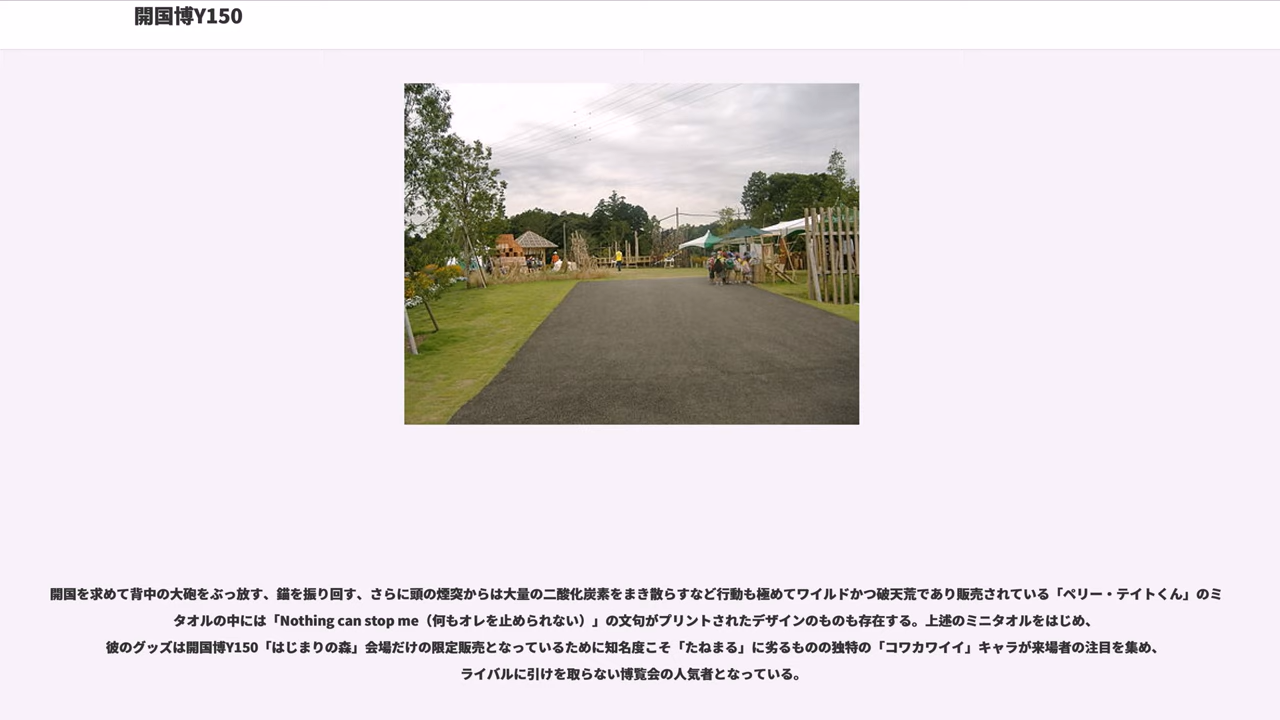 開国博Y150
開国を求めて背中の大砲をぶっ放す、錨を振り回す、さらに頭の煙突からは大量の二酸化炭素をまき散らすなど行動も極めてワイルドかつ破天荒であり販売されている「ペリー・テイトくん」のミ
タオルの中には「Nothing can stop me（何もオレを止められない）」の文句がプリントされたデザインのものも存在する。上述のミニタオルをはじめ、
彼のグッズは開国博Y150「はじまりの森」会場だけの限定販売となっているために知名度こそ「たねまる」に劣るものの独特の「コワカワイイ」キャラが来場者の注目を集め、
ライバルに引けを取らない博覧会の人気者となっている。